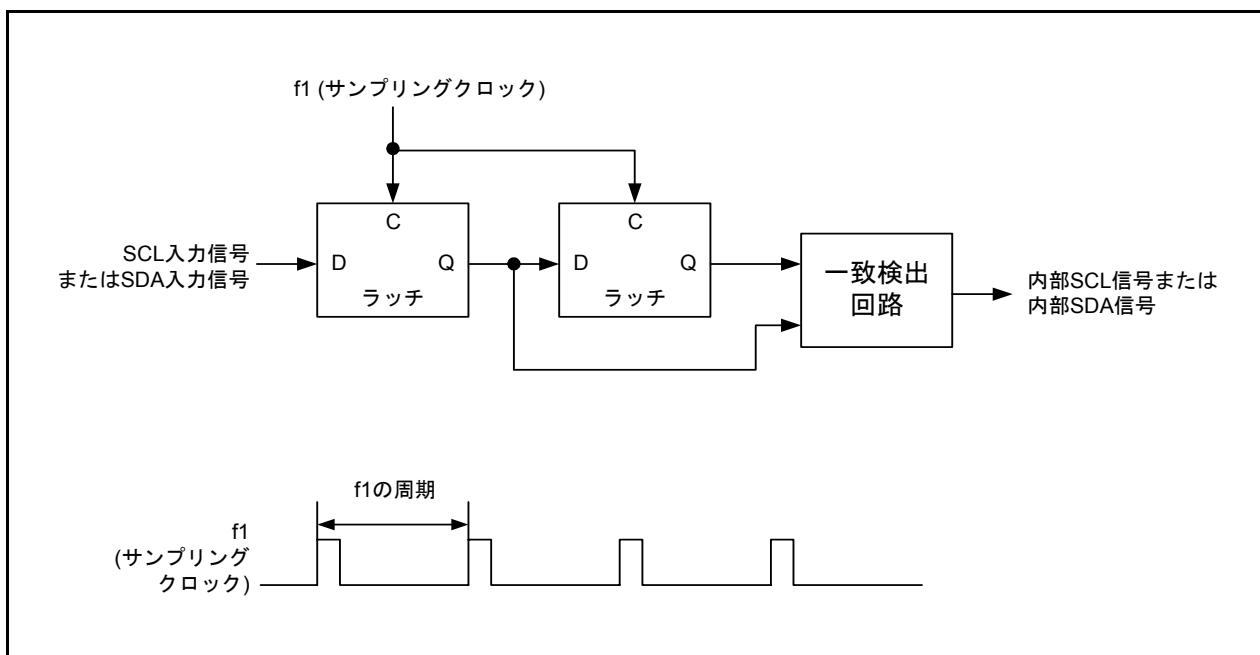 f1 (サンプリングクロック)
C
D
Q
ラッチ
C
D
Q
ラッチ
SCL入力信号
またはSDA入力信号
一致検出
回路
内部SCL信号または
内部SDA信号
f1の周期
f1
(サンプリング
クロック)